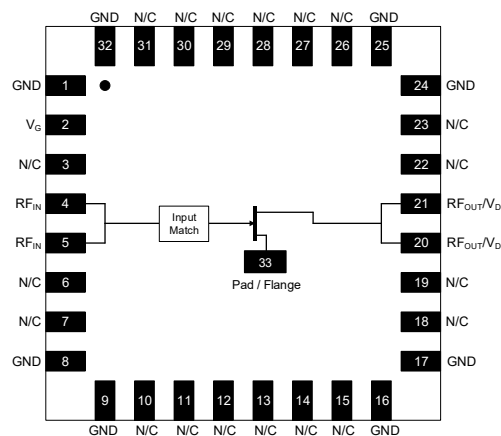 GND N/C N/C N/C N/C N/C N/C GND
32 31 30 29 28 27 26 25
GND 1 24 GND
VG 2 23 N/C
N/C 3 22 N/C
RFIN 4 21 RFOUT/VD
Input
Match
RFIN 5 20 RFOUT/VD
33
Pad / Flange
N/C 6 19 N/C
N/C 7 18 N/C
GND 8 17 GND
9 10 11 12 13 14 15 16
GND N/C N/C N/C N/C N/C N/C GND